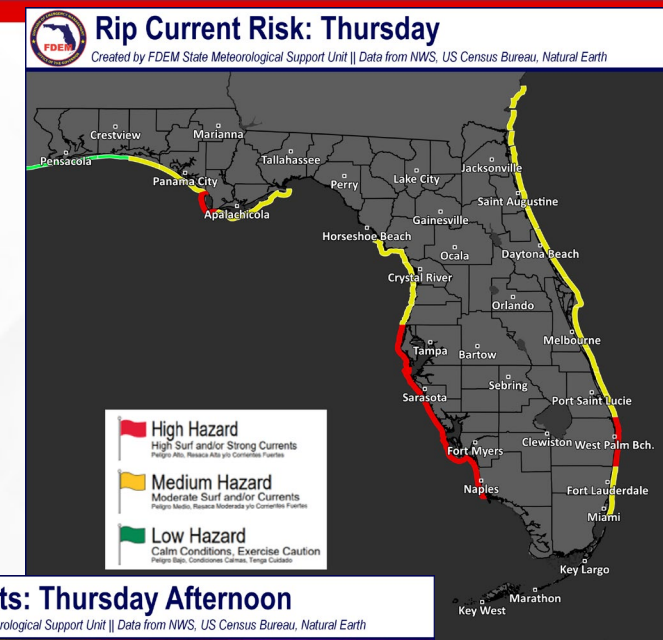 Rip Current Risk: Thursday
FDEM
Created by FDEM State Meteorological Support Unit || Data from NWS, US Census Bureau, Natural Earth
Crestview
Marianna
Pensacola
Tallahassee
Jacksonville
Panama City
Perry
Lake City
Saint Augustine
Apalachicola
Gainesville
Horseshoe Beach
Ocala
Daytona Beach
Crystal River
Orlando
Melbourne
Tampa
Bartow
Sebring
Sarasota
Port Saint Lucie
Clewiston
West Palm Bch.
Fort Myers
Naples
Fort Lauderdale
Miami
Key Largo
Marathon
Key West
High Hazard
High Surf and/or Strong Currents
Peligro Alto, Resaca Alta y/o Corrientes Fuertes
Medium Hazard
Moderate Surf and/or Currents
Peligro Medio, Resaca Moderada y/o Corrientes Fuertes
Low Hazard
Calm Conditions, Exercise Caution
Peligro Bajo, Condiciones Calmas, Tenga Cuidado
ts: Thursday Afternoon
rological Support Unit || Data from NWS, US Census Bureau, Natural Earth